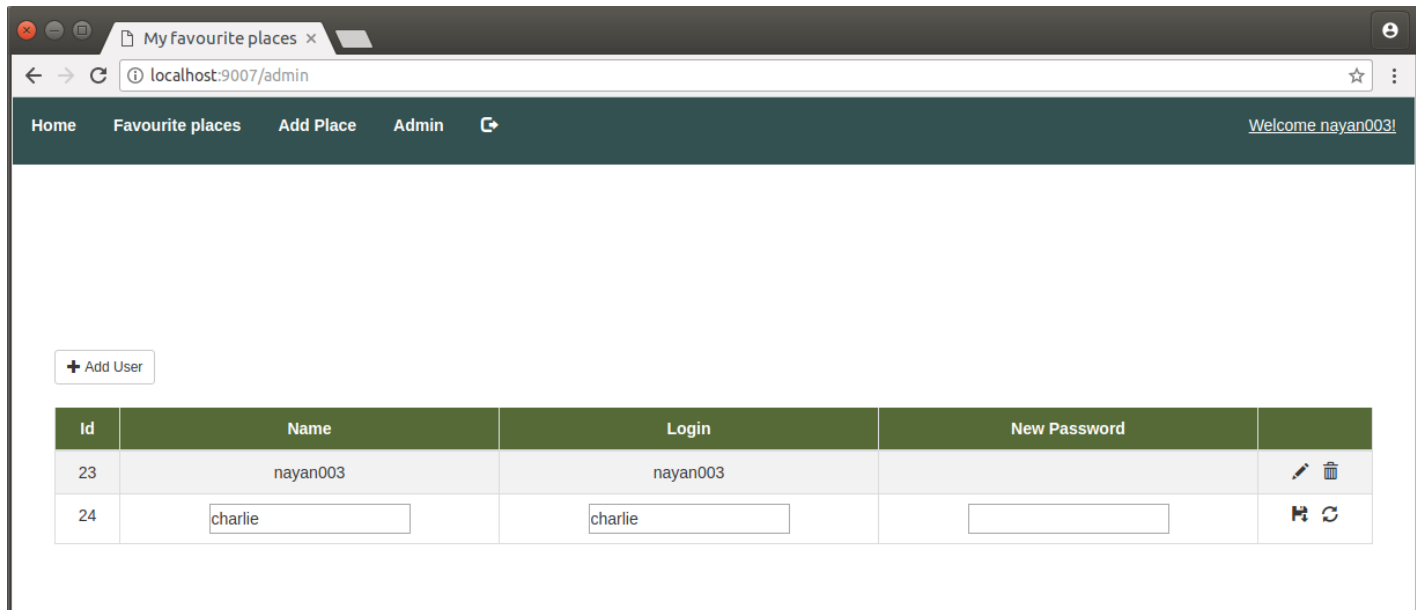 My favourite places
localhost:9007/admin
Home Favourite places Add Place Admin Welcome nayan003!
Add User
Id Name Login New Password
23 nayan003 nayan003
24 charlie charlie